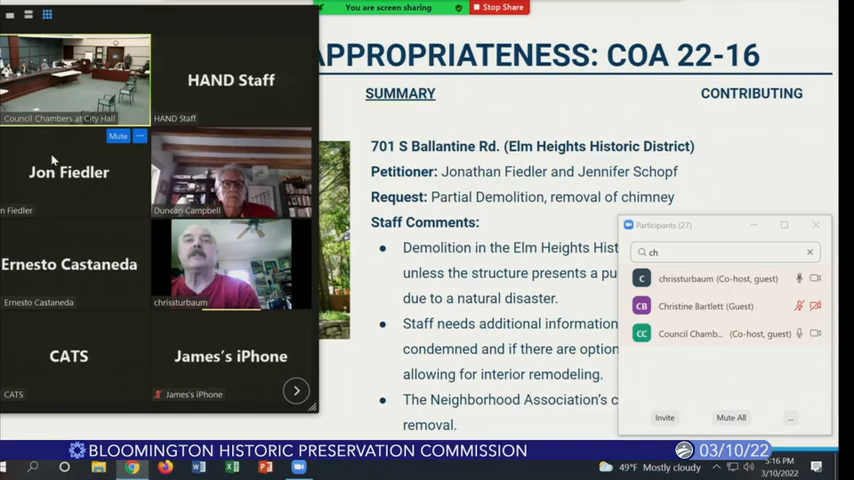 You are screen sharing
Stop Share
APPROPRIATENESS: COA 22-16
SUMMARY
CONTRIBUTING
701 S Ballantine Rd. (Elm Heights Historic District)
Petitioner: Jonathan Fiedler and Jennifer Schopf
Request: Partial Demolition, removal of chimney
Staff Comments:
Demolition in the Elm Heights Hist
unless the structure presents a pu
due to a natural disaster.
Staff needs additional information
condemned and if there are option
allowing for interior remodeling.
The Neighborhood Association's c
removal.
Council Chambers at City Hall
HAND Staff
HAND Staff
Mute
Jon Fiedler
n Fiedler
Duncan Campbell
Ernesto Castaneda
Ernesto Castaneda
chrissturbaum
CATS
CATS
James's iPhone
James's iPhone
Participants (27)
ch
C chrissturbaum (Co-host, guest)
CB Christine Bartlett (Guest)
CC Council Chamb... (Co-host, guest)
Invite
Mute All
...
BLOOMINGTON HISTORIC PRESERVATION COMMISSION
03/10/22
49°F Mostly cloudy
5:16 PM
3/10/2022